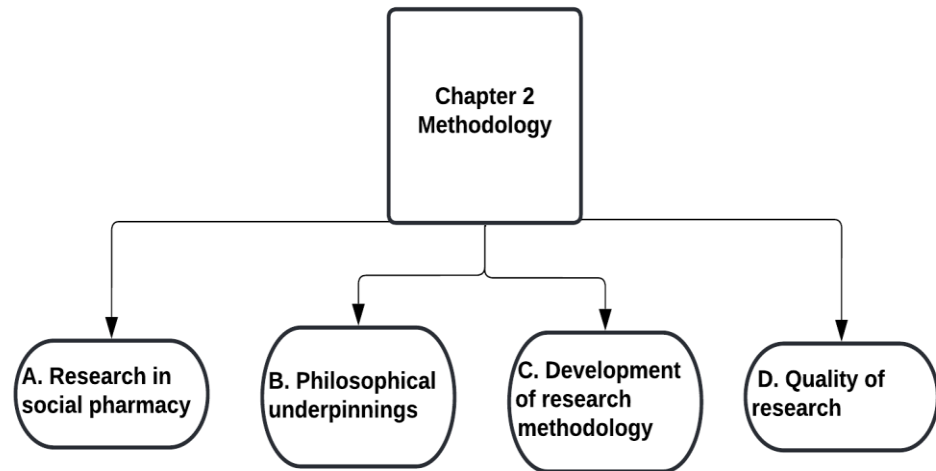 Chapter 2
Methodology
A. Research in
social pharmacy
B. Philosophical
underpinnings
C. Development
of research
methodology
D. Quality of
research